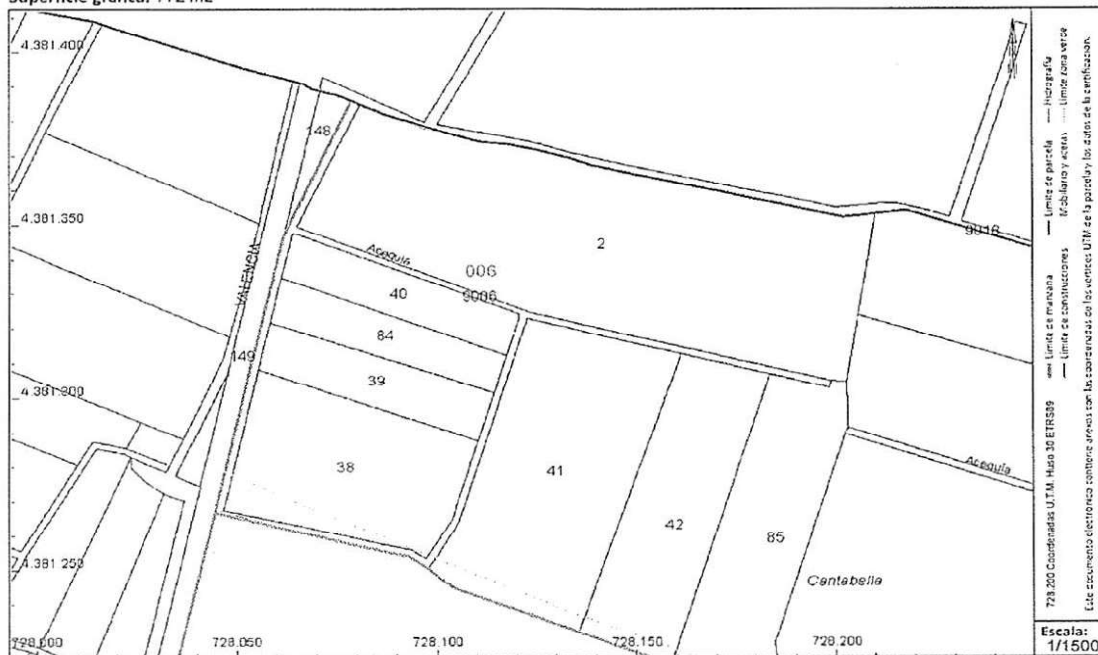 Superficie gráfica: 772 m2
4.381.400
148
4.381.350
VALENCIA
Acequia
006
9006
2
9018
40
84
149
39
4.381.300
38
41
42
85
Acequia
4.381.250
Cantabella
728.000
728.050
728.100
728.150
728.200
728.200 Coordenadas U.T.M. Huso 30 ETRS89
Límite de manzana
Límite de parcela
Hidrografía
Límite de construcciones
Mobiliario y aceras
Límite zona verde
Este documento electrónico contiene anexos con las coordenadas de los vértices UTM de la parcela y los datos de la certificación.
Escala:
1/1500